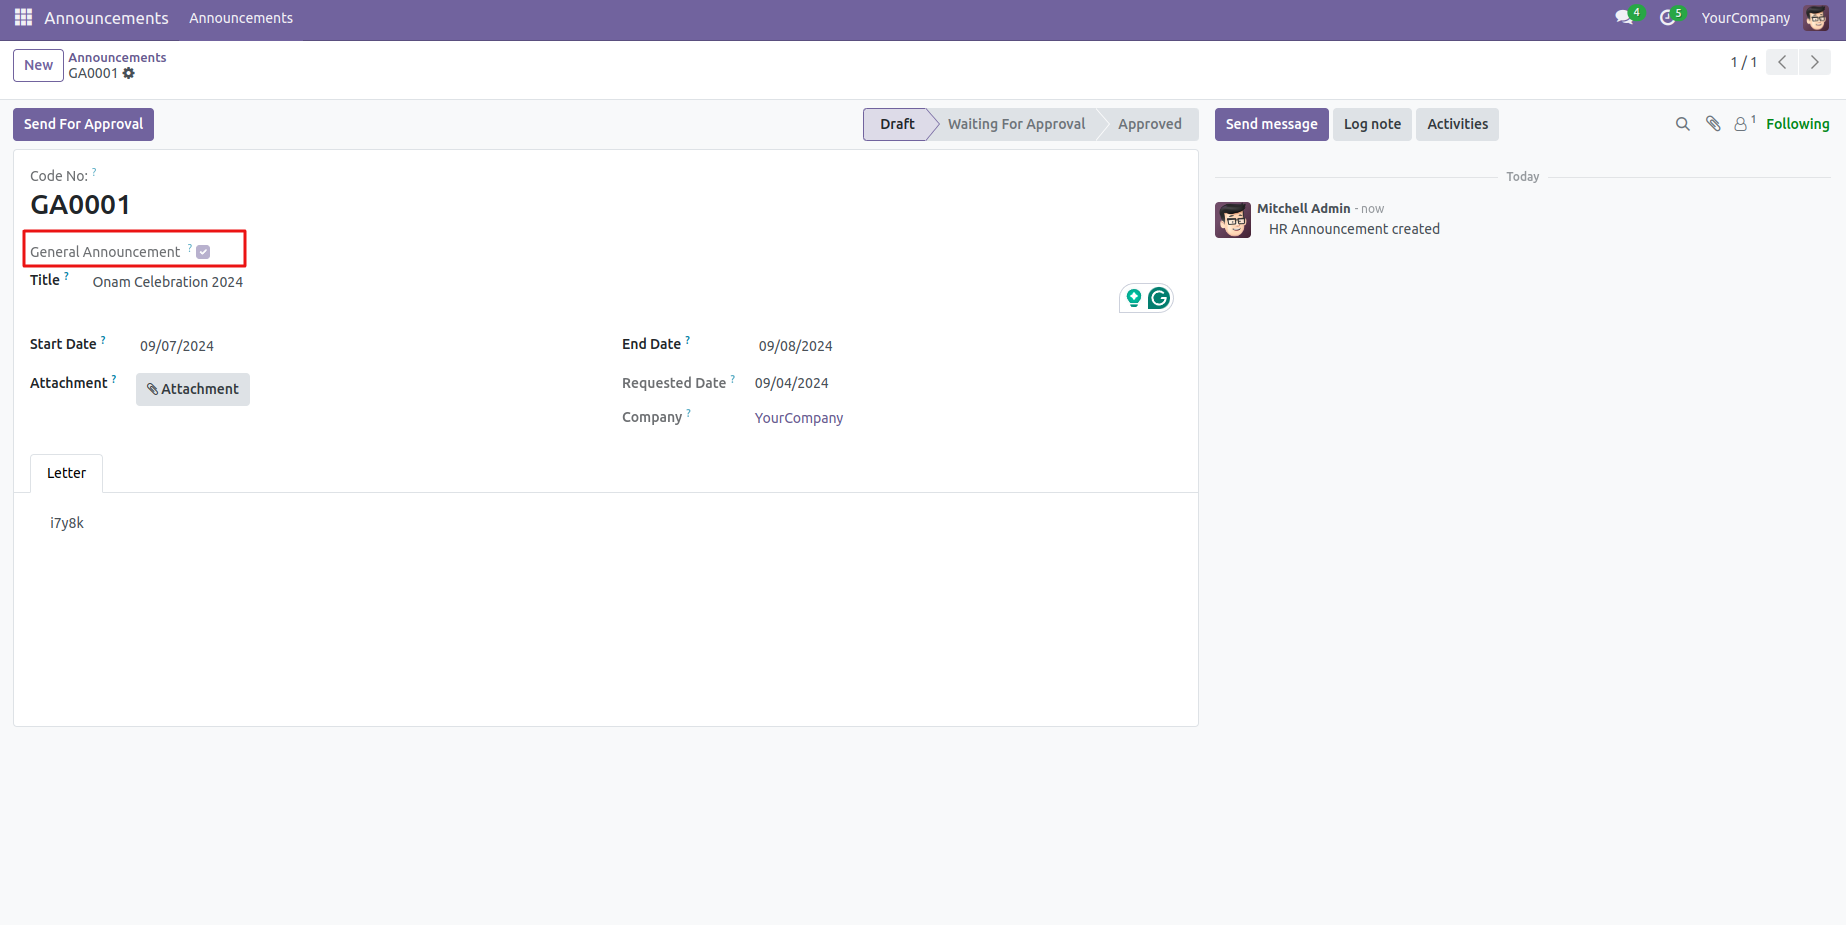 Announcements Announcements 4 5 YourCompany
New Announcements
GA0001
1 / 1
Send For Approval Draft Waiting For Approval Approved Send message Log note Activities 1 Following
Code No: ?
GA0001
General Announcement ?
Title ? Onam Celebration 2024
Start Date ? 09/07/2024 End Date ? 09/08/2024
Attachment ? Attachment Requested Date ? 09/04/2024
Company ? YourCompany
Letter
i7y8k
Today
Mitchell Admin - now
HR Announcement created